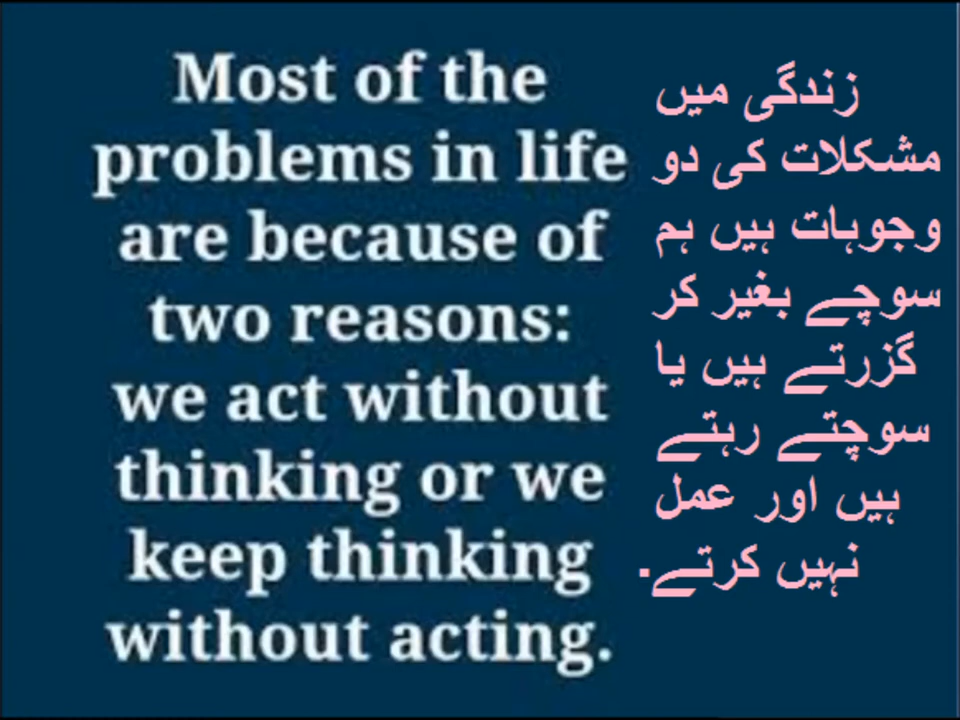 Most of the
problems in life
are because of
two reasons:
we act without
thinking or we
keep thinking
without acting.
زندگی میں
مشکلات کی دو
وجوہات ہیں ہم
سوچے بغیر کر
گزرتے ہیں یا
سوچتے رہتے
ہیں اور عمل
نہیں کرتے.